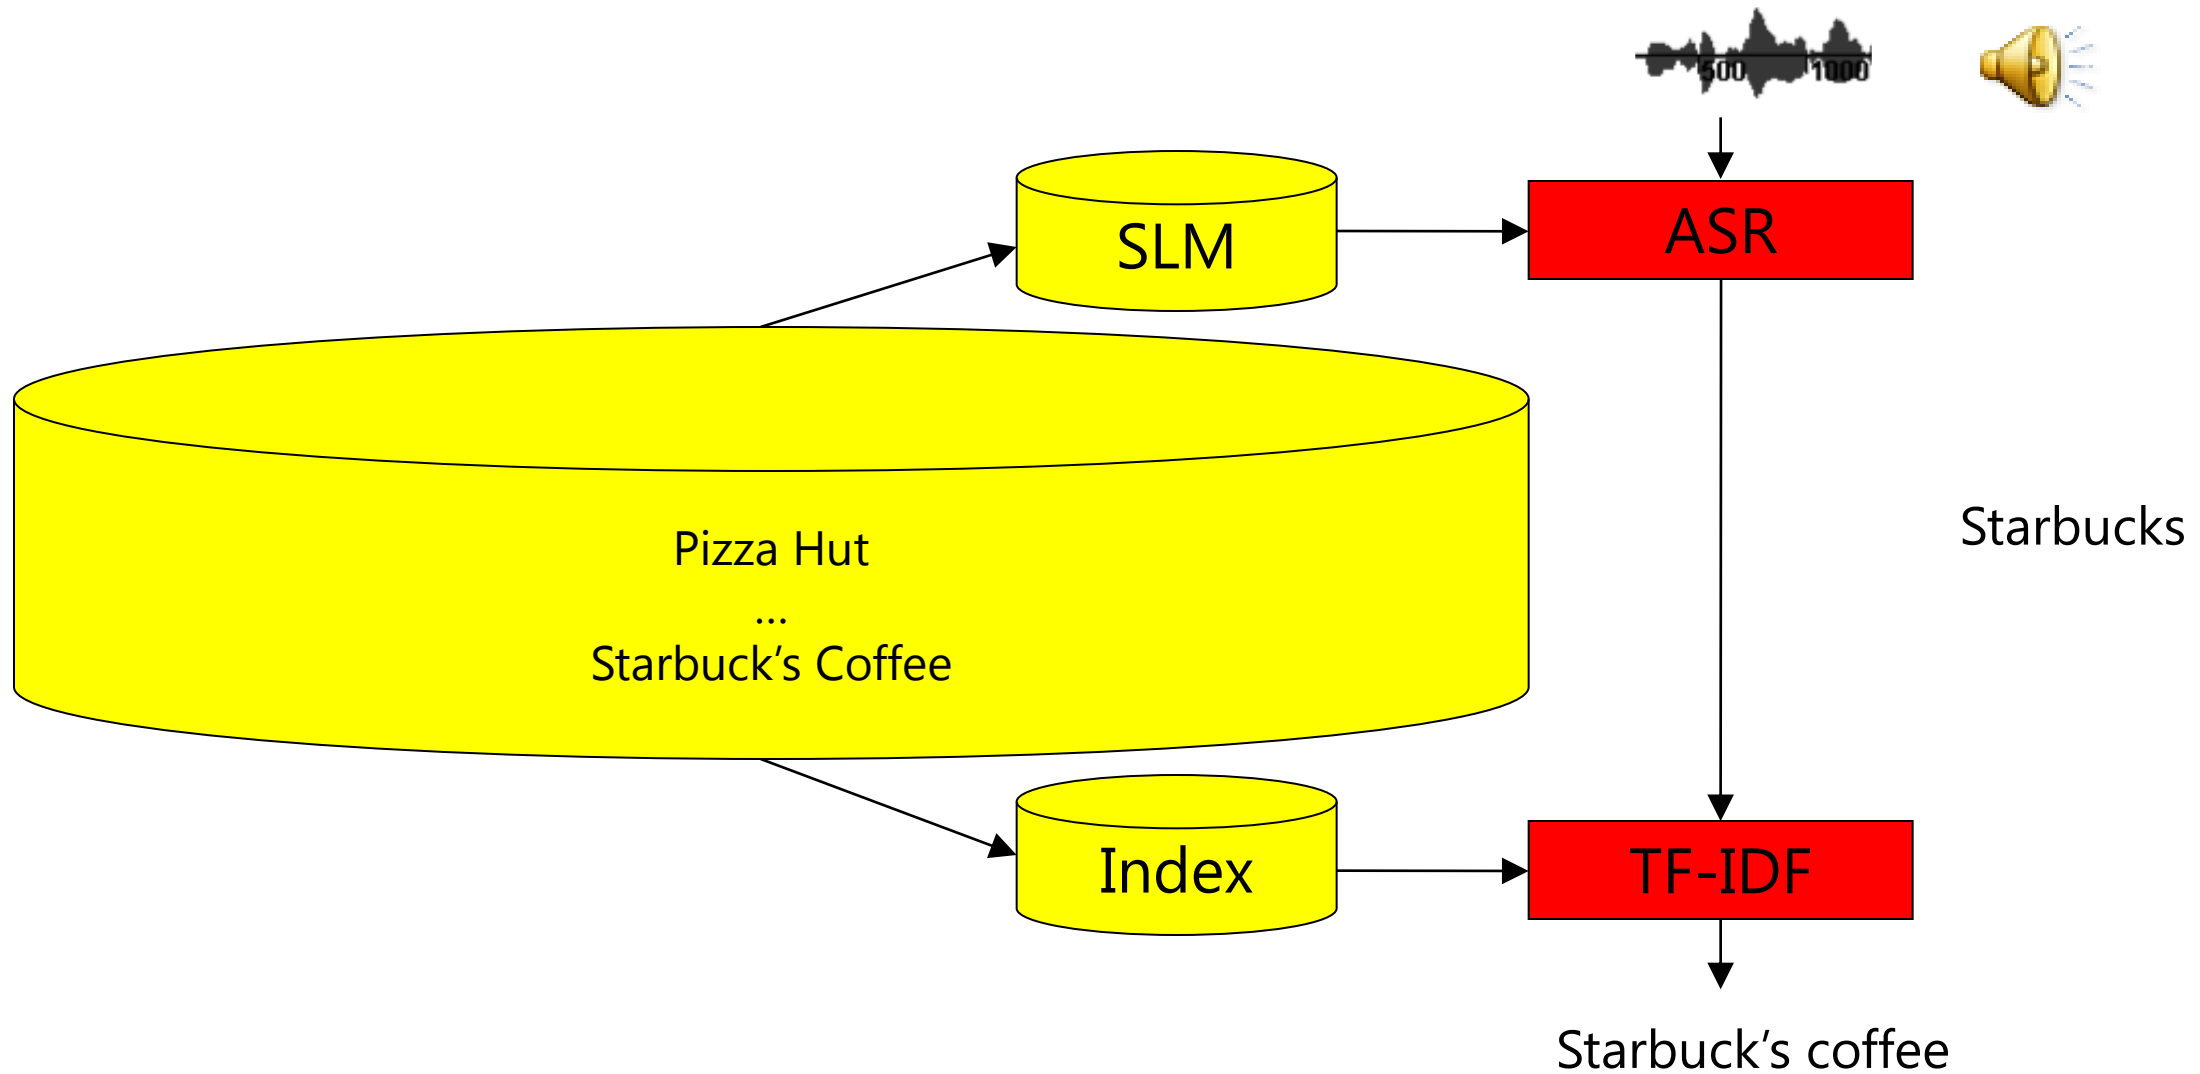 500 1000
SLM
ASR
Pizza Hut
...
Starbuck's Coffee
Starbucks
Index
TF-IDF
Starbuck's coffee